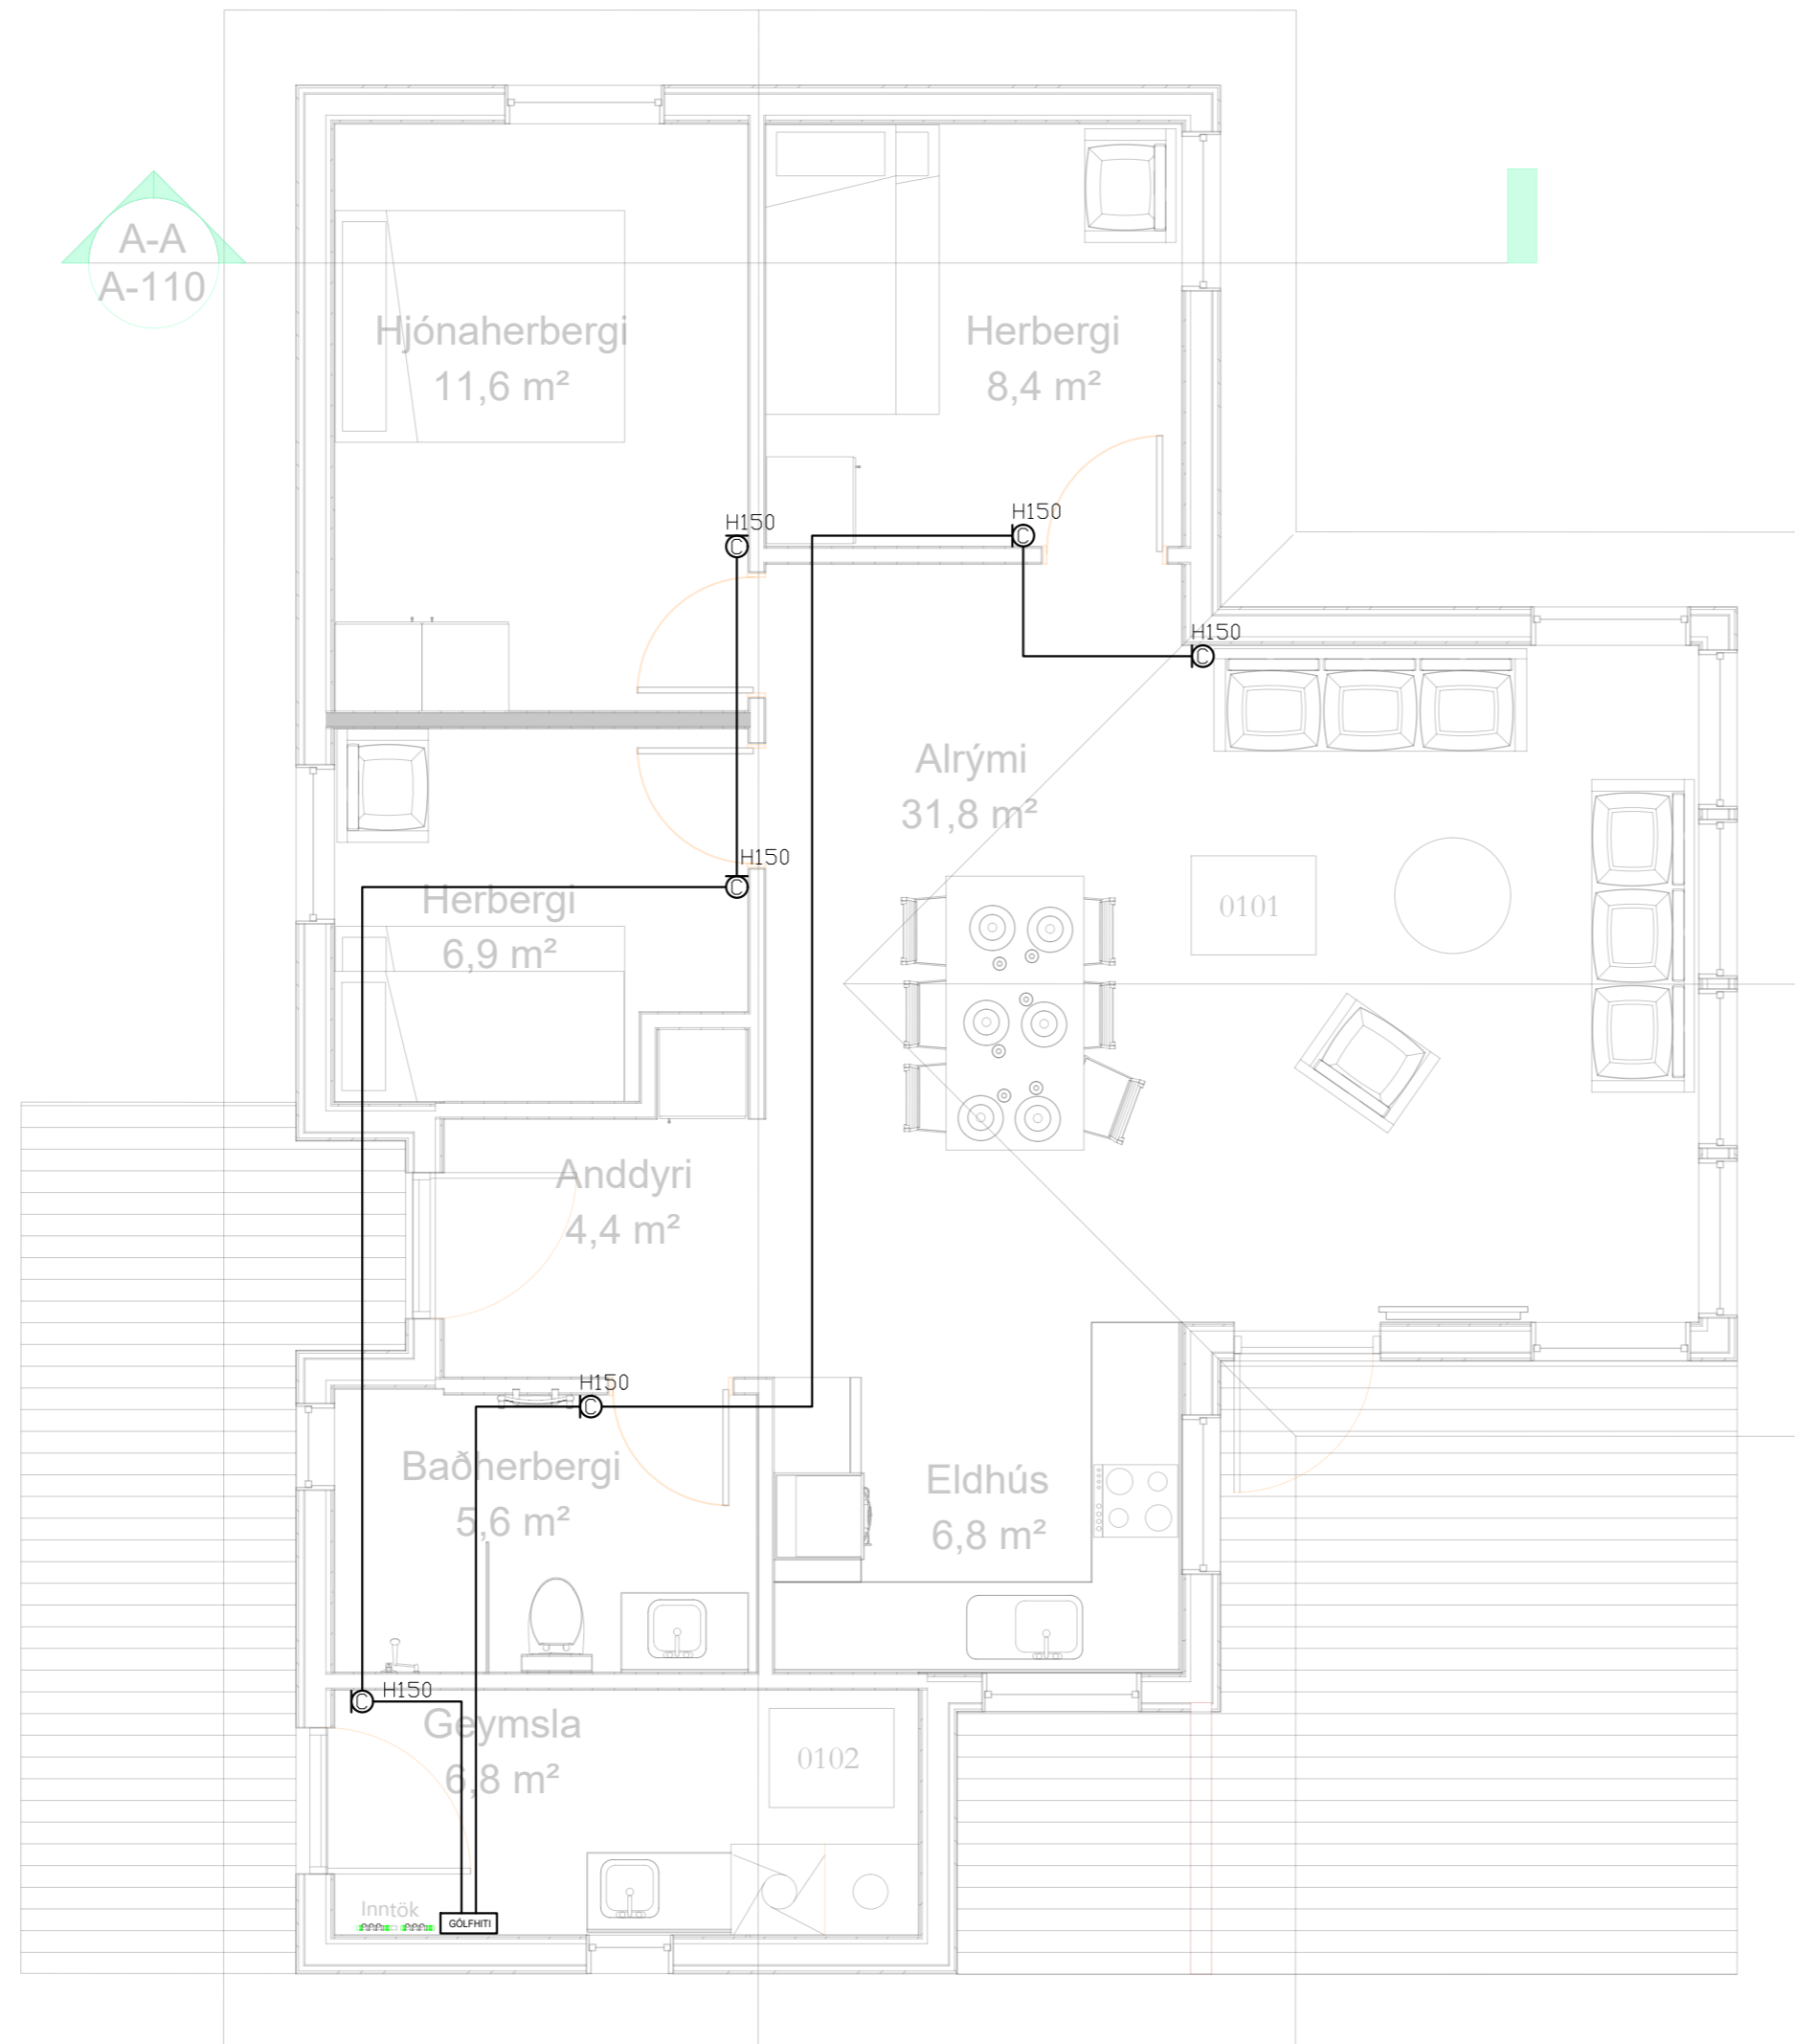 A-A
A-110
Hjónaherbergi
11,6 m²
Herbergi
8,4 m²
H150
C
H150
C
H150
C
Alrými
31,8 m²
H150
C
Herbergi
6,9 m²
0101
Anddyri
4,4 m²
H150
C
Baðherbergi
5,6 m²
Eldhús
6,8 m²
H150
C
Geymsla
6,8 m²
0102
Inntök
GÓLFHITI